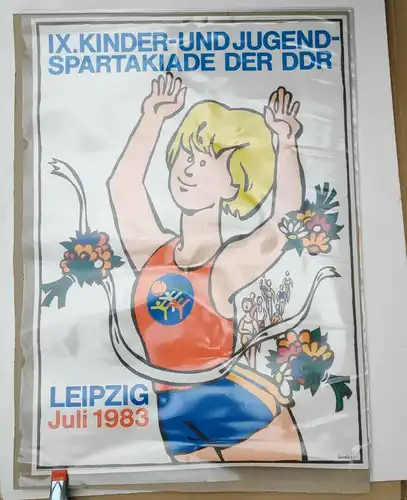 IX.KINDER-UND JUGEND-
SPARTAKIADE DER DDR
LEIPZIG
Juli 1983